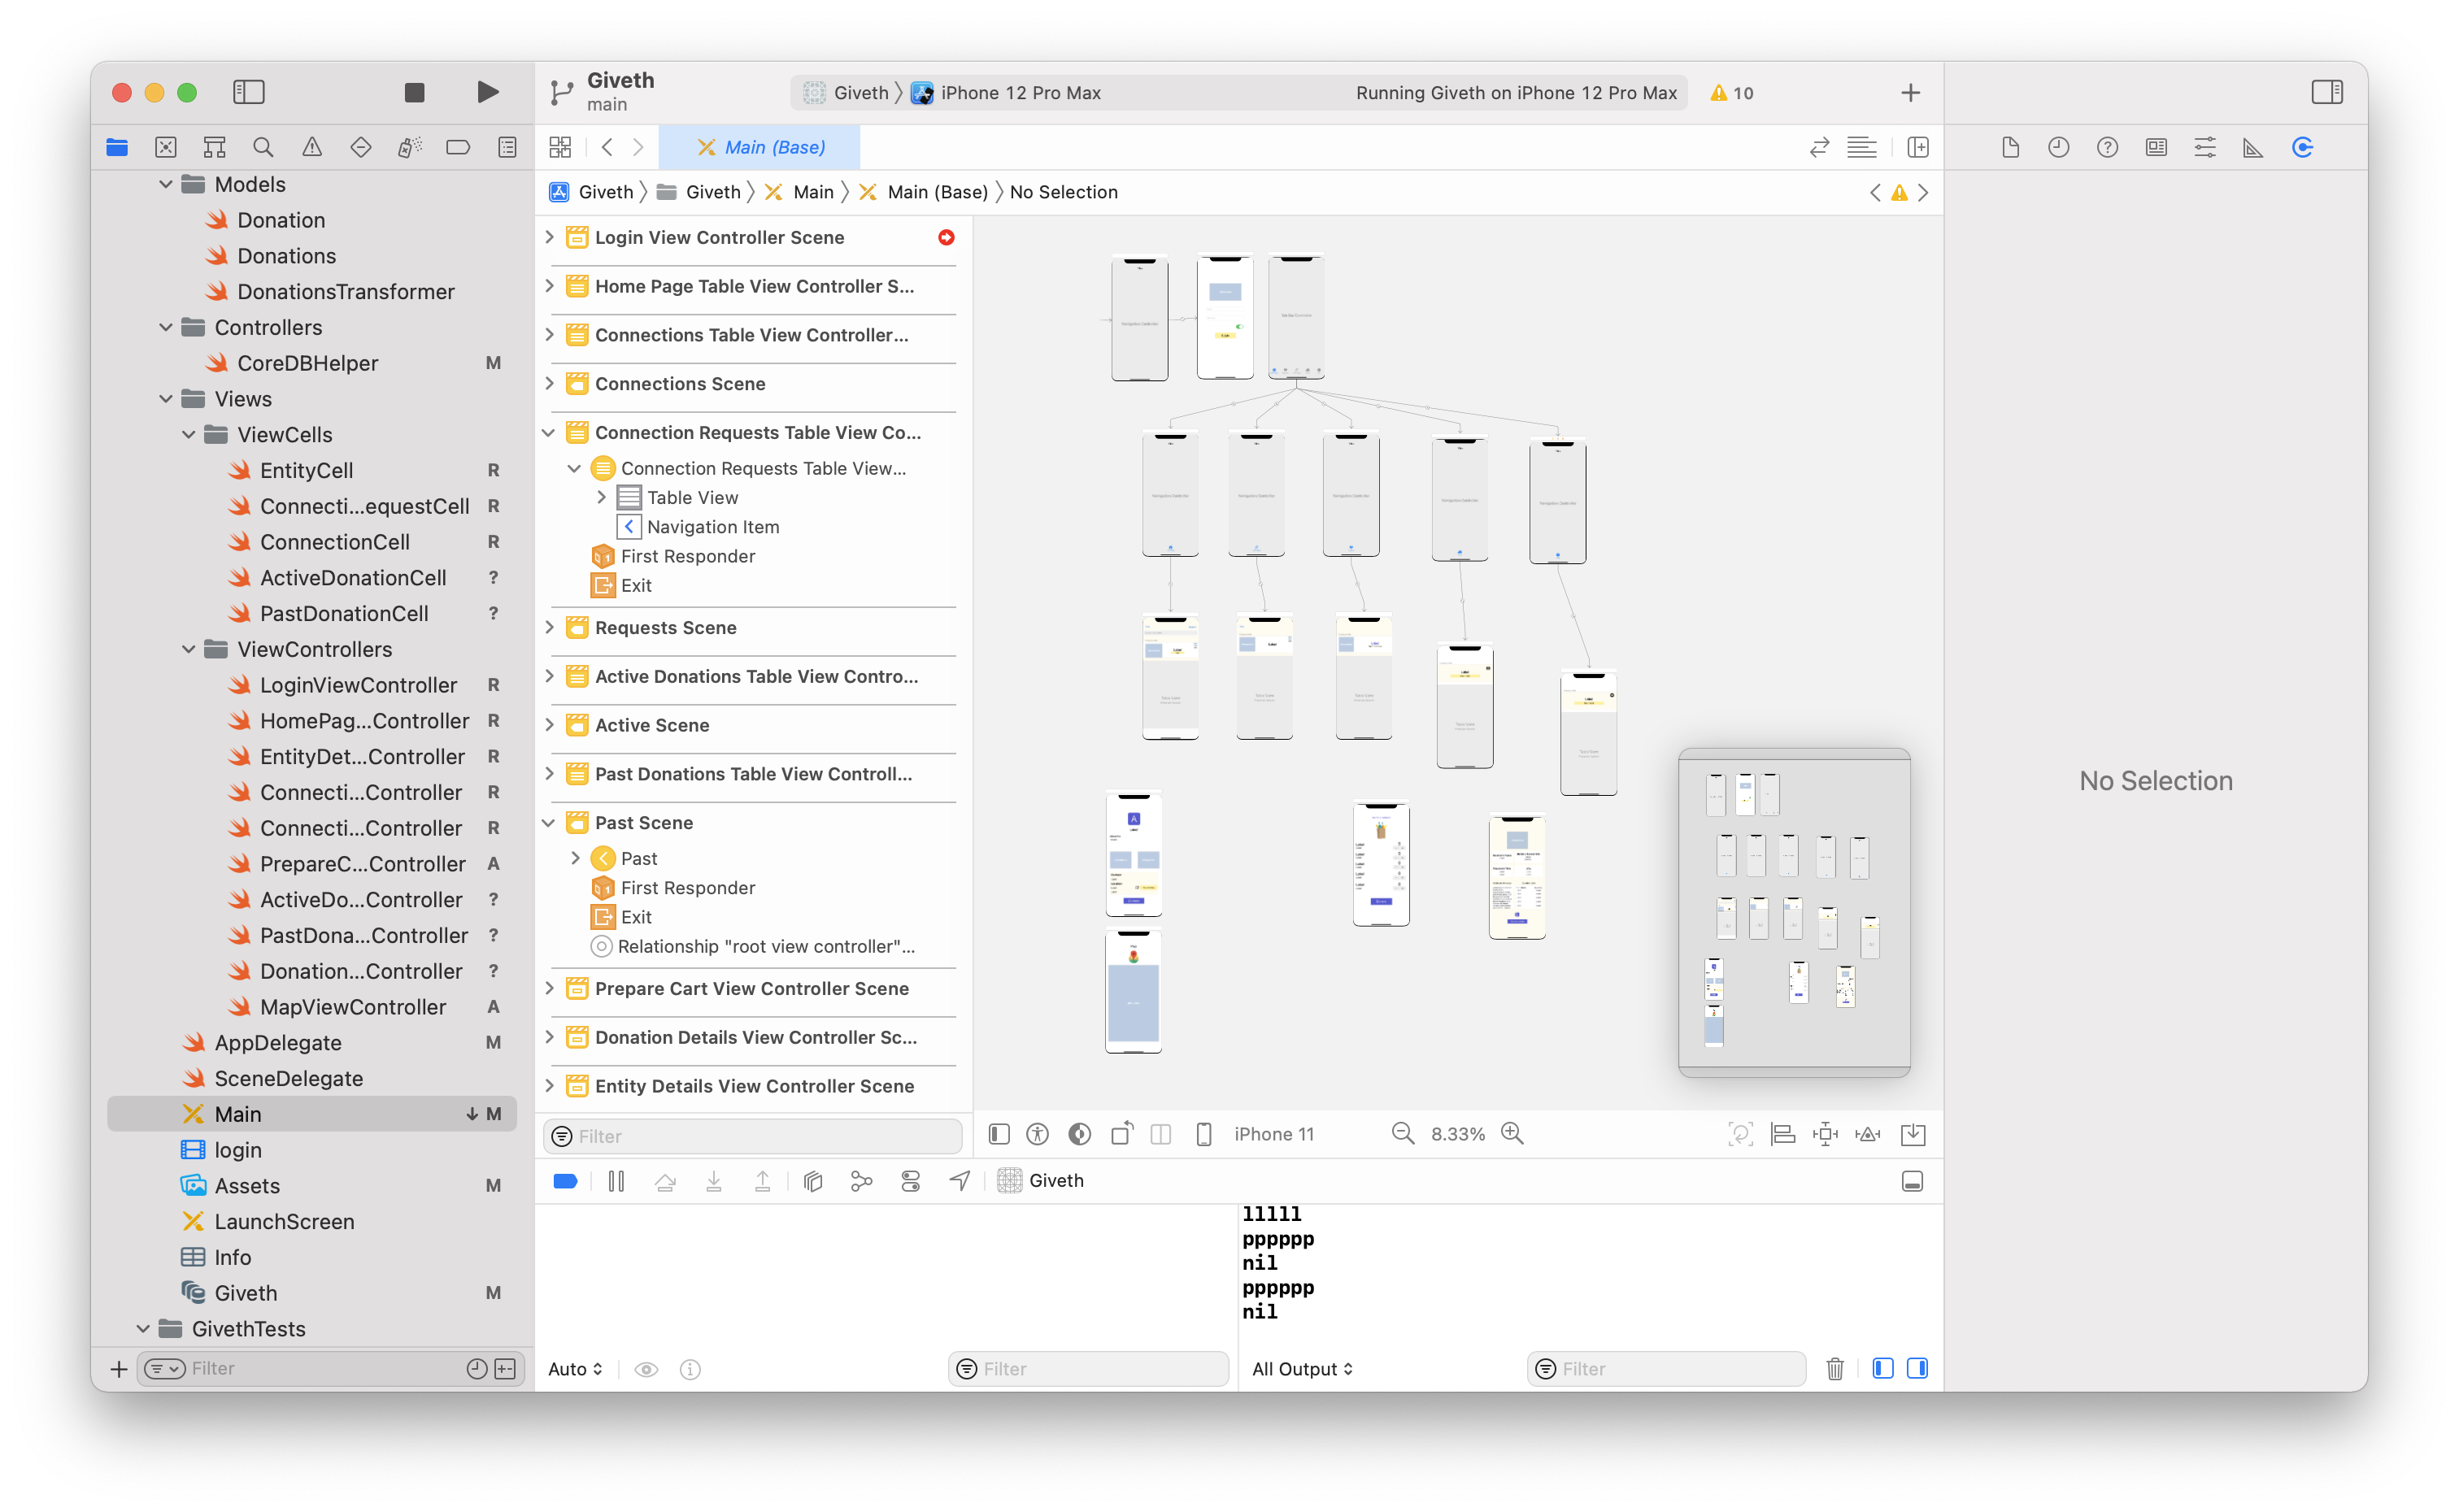 Giveth
main
Giveth
iPhone 12 Pro Max
Running Giveth on iPhone 12 Pro Max
10
Main (Base)
Giveth
Giveth
Main
Main (Base)
No Selection
Models
Donation
Donations
DonationsTransformer
Controllers
CoreDBHelper M
Views
ViewCells
EntityCell R
Connecti...equestCell R
ConnectionCell R
ActiveDonationCell ?
PastDonationCell ?
ViewControllers
LoginViewController R
HomePag...Controller R
EntityDet...Controller R
Connecti...Controller R
Connecti...Controller R
PrepareC...Controller A
ActiveDo...Controller ?
PastDona...Controller ?
Donation...Controller ?
MapViewController A
AppDelegate M
SceneDelegate
Main M
login
Assets M
LaunchScreen
Info
Giveth M
GivethTests
Filter
Login View Controller Scene
Home Page Table View Controller S...
Connections Table View Controller...
Connections Scene
Connection Requests Table View Co...
Connection Requests Table View...
Table View
Navigation Item
First Responder
Exit
Requests Scene
Active Donations Table View Contro...
Active Scene
Past Donations Table View Controll...
Past Scene
Past
First Responder
Exit
Relationship "root view controller"...
Prepare Cart View Controller Scene
Donation Details View Controller Sc...
Entity Details View Controller Scene
Filter
iPhone 11
8.33%
Giveth
lllll
pppppp
nil
pppppp
nil
Auto
Filter
All Output
Filter
No Selection